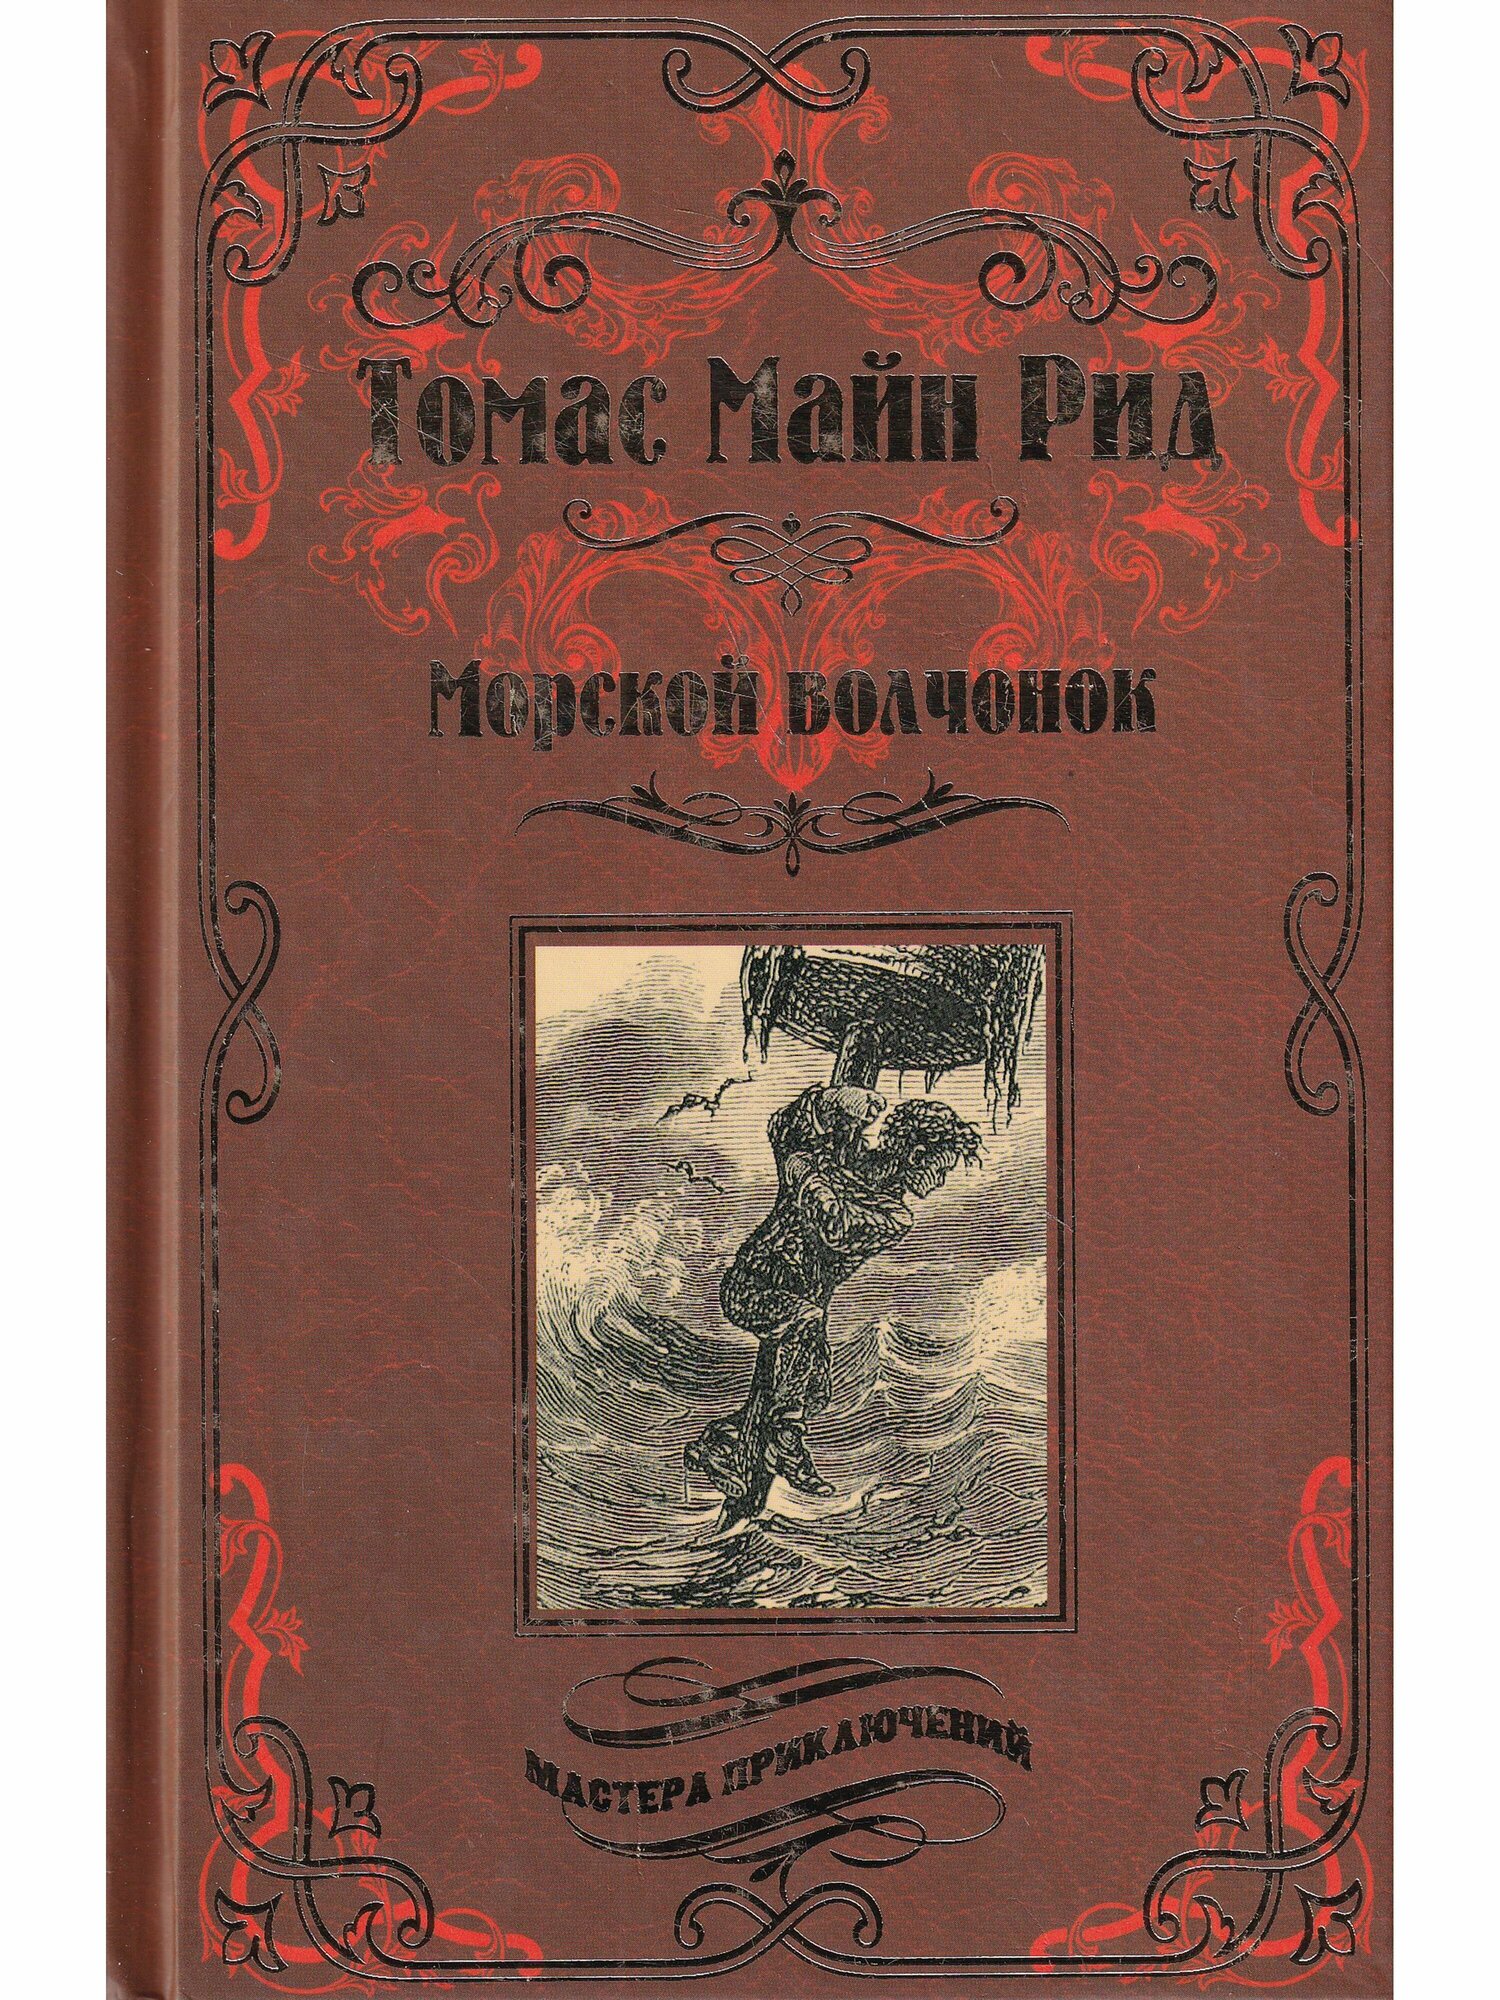 Томас Майн Рид
Морской волчонок
МАСТЕРА ПРИКЛЮЧЕНИЙ